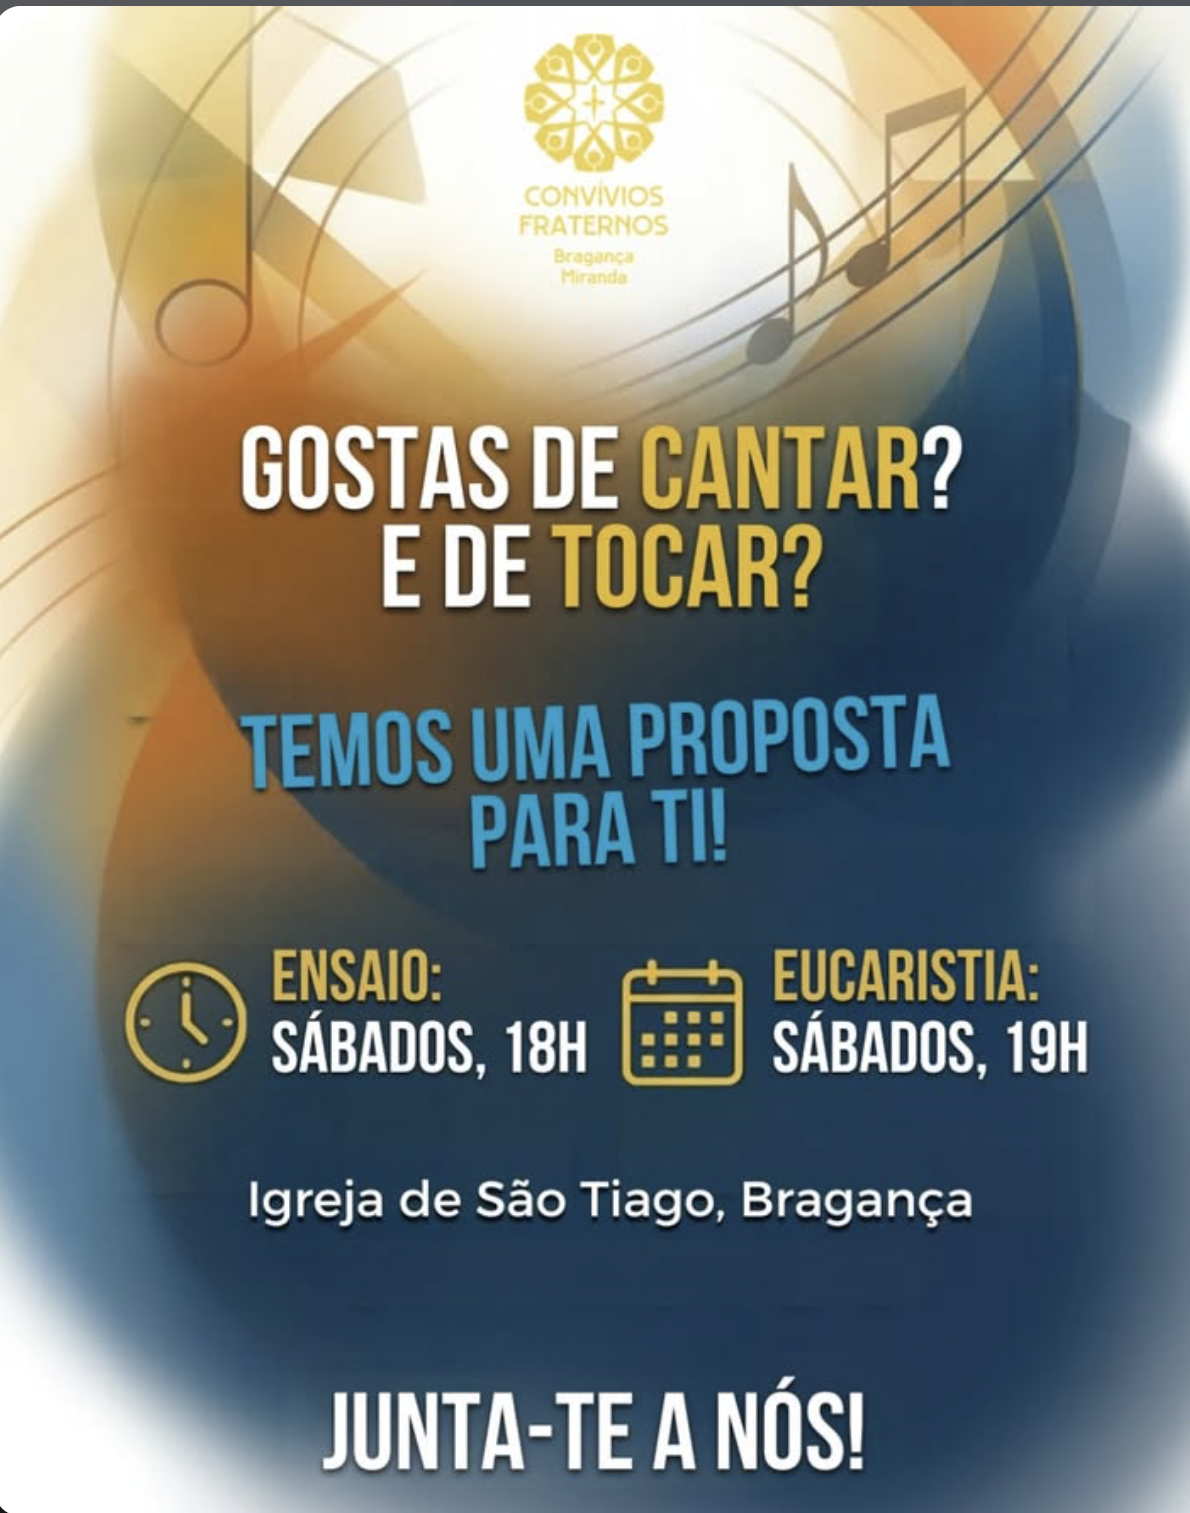 CONVÍVIOS
FRATERNOS
Bragança
Miranda
GOSTAS DE CANTAR?
E DE TOCAR?
TEMOS UMA PROPOSTA
PARA TI!
ENSAIO:
SÁBADOS, 18H
EUCARISTIA:
SÁBADOS, 19H
Igreja de São Tiago, Bragança
JUNTA-TE A NÓS!